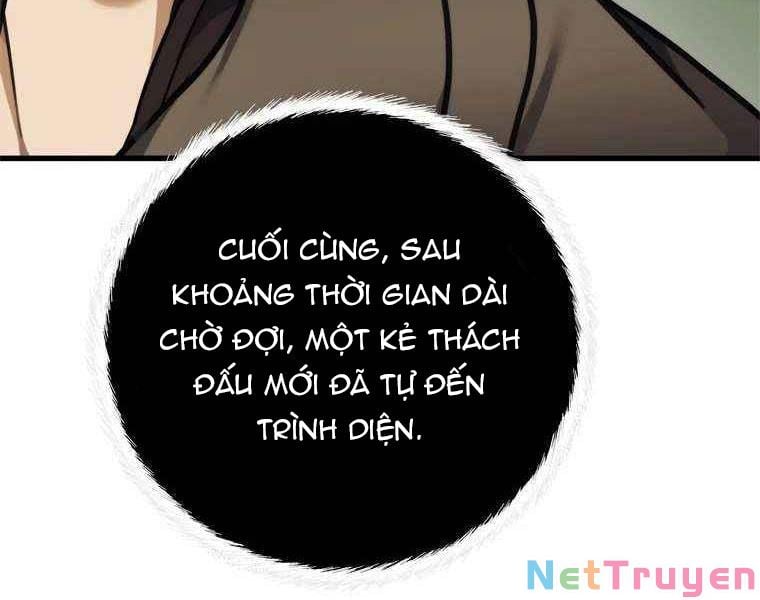 CUỐI CÙNG, SAU
KHOẢNG THỜI GIAN DÀI
CHỜ ĐỢI, MỘT KẺ THÁCH
ĐẤU MỚI ĐÃ TỰ ĐẾN
TRÌNH DIỆN.
NetTruyen